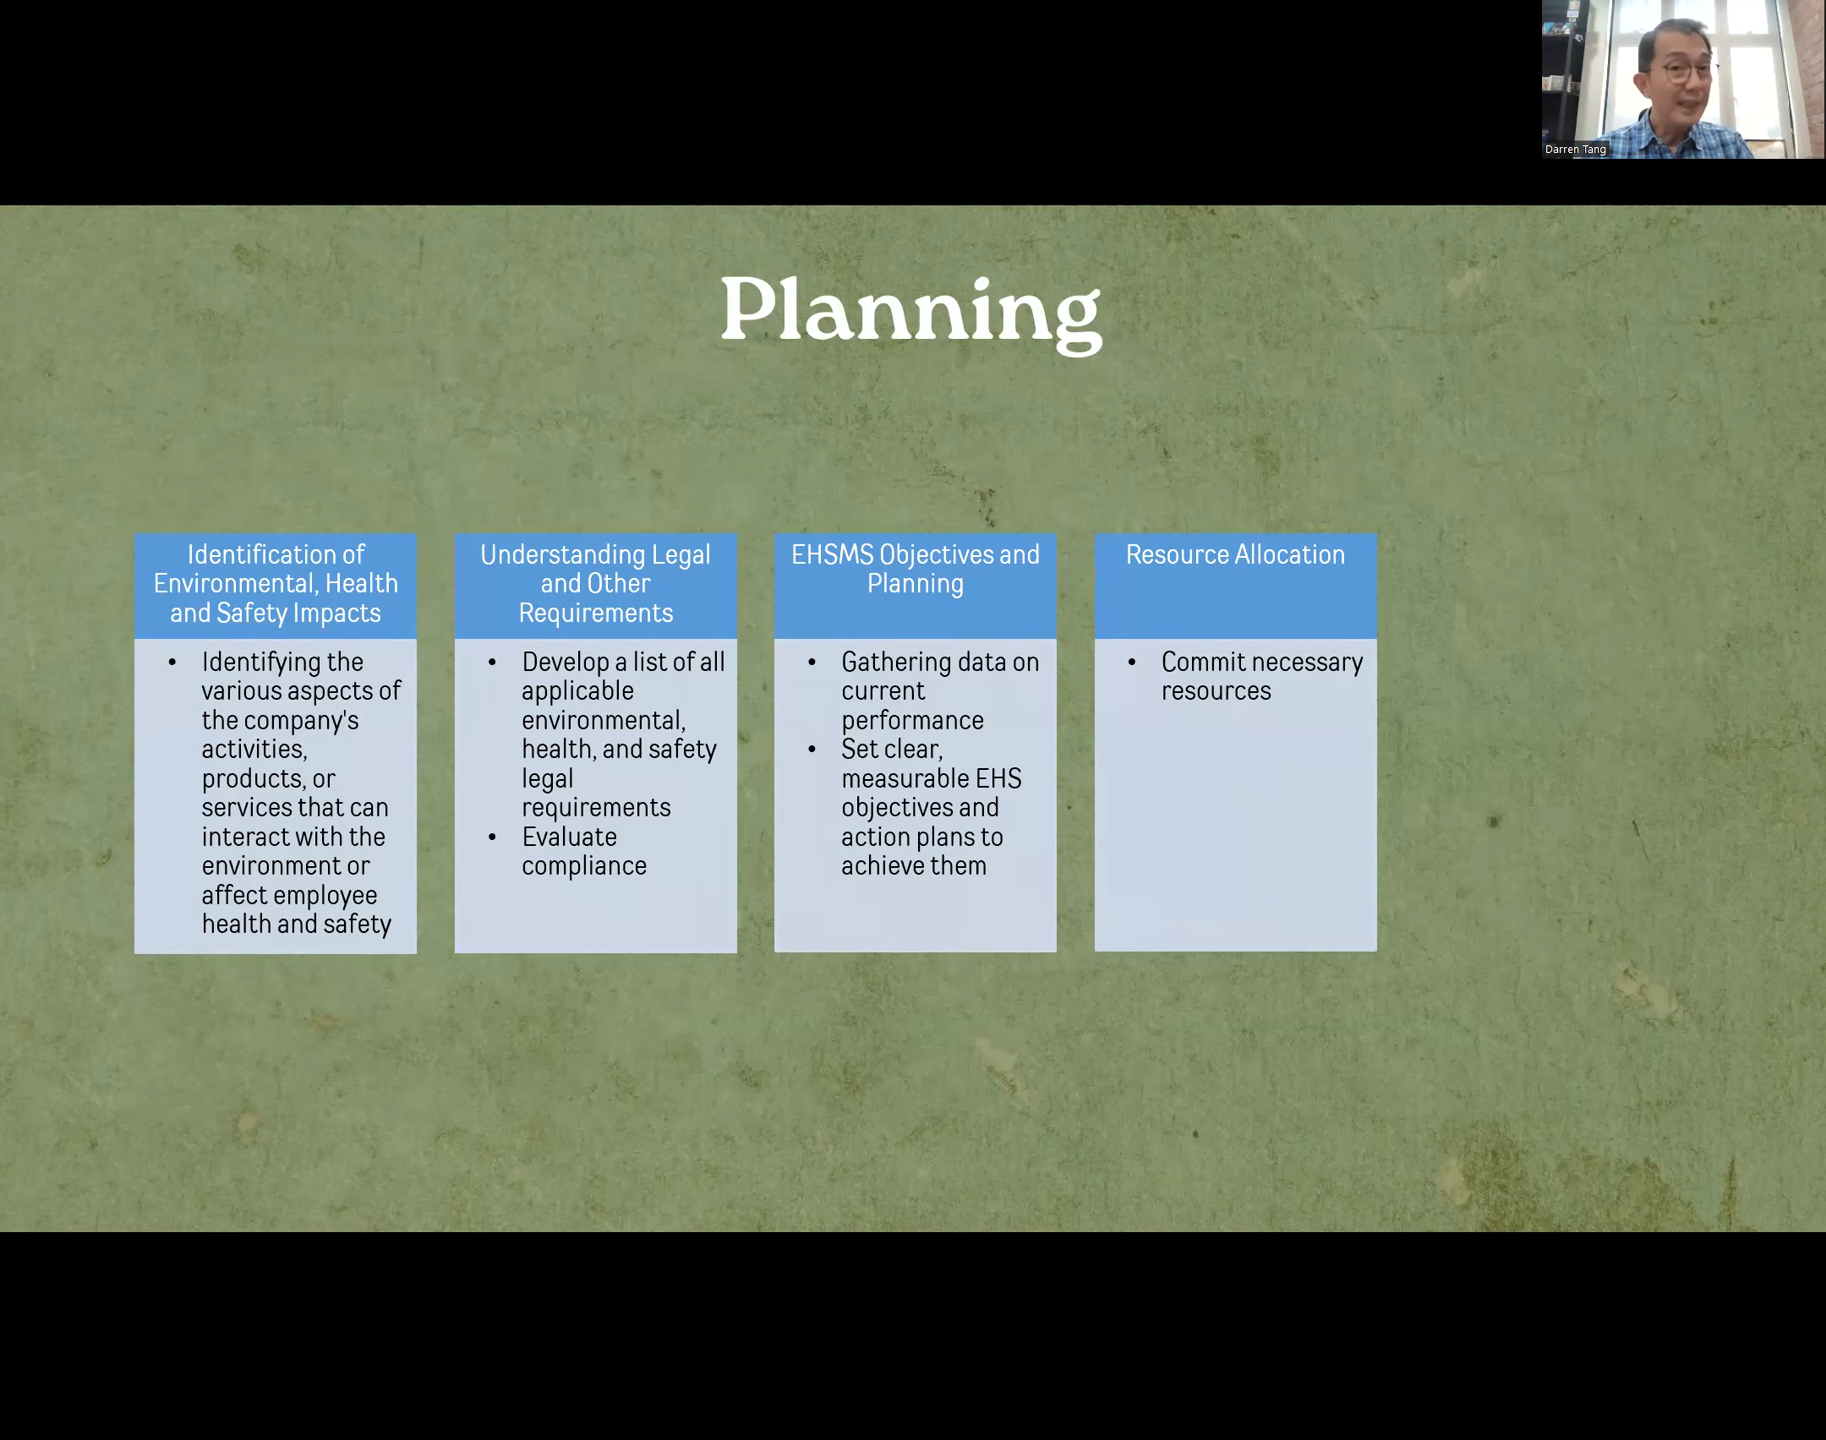 Darren Tang
Planning
Identification of
Environmental, Health
and Safety Impacts
• Identifying the
various aspects of
the company's
activities,
products, or
services that can
interact with the
environment or
affect employee
health and safety
Understanding Legal
and Other
Requirements
• Develop a list of all
applicable
environmental,
health, and safety
legal
requirements
• Evaluate
compliance
EHSMS Objectives and
Planning
• Gathering data on
current
performance
• Set clear,
measurable EHS
objectives and
action plans to
achieve them
Resource Allocation
• Commit necessary
resources